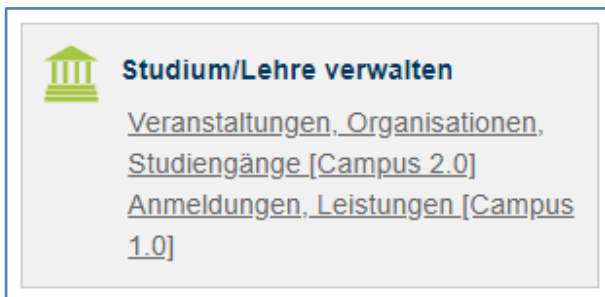 Studium/Lehre verwalten
Veranstaltungen, Organisationen,
Studiengänge [Campus 2.0]
Anmeldungen, Leistungen [Campus
1.0]